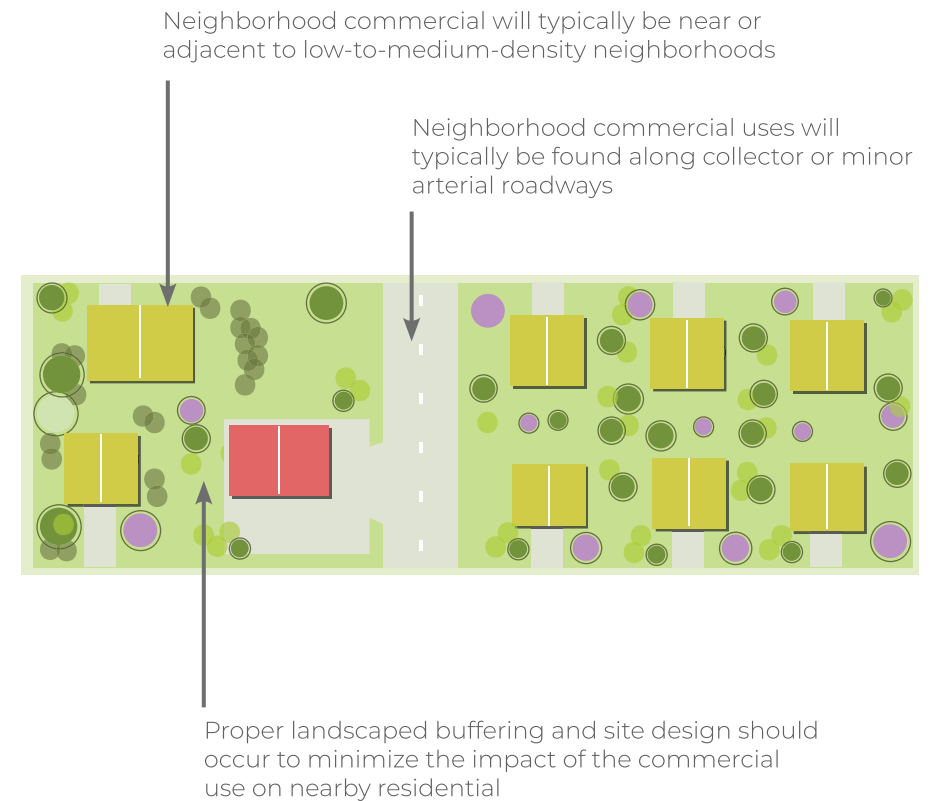 Neighborhood commercial will typically be near or
adjacent to low-to-medium-density neighborhoods
Neighborhood commercial uses will
typically be found along collector or minor
arterial roadways
Proper landscaped buffering and site design should
occur to minimize the impact of the commercial
use on nearby residential